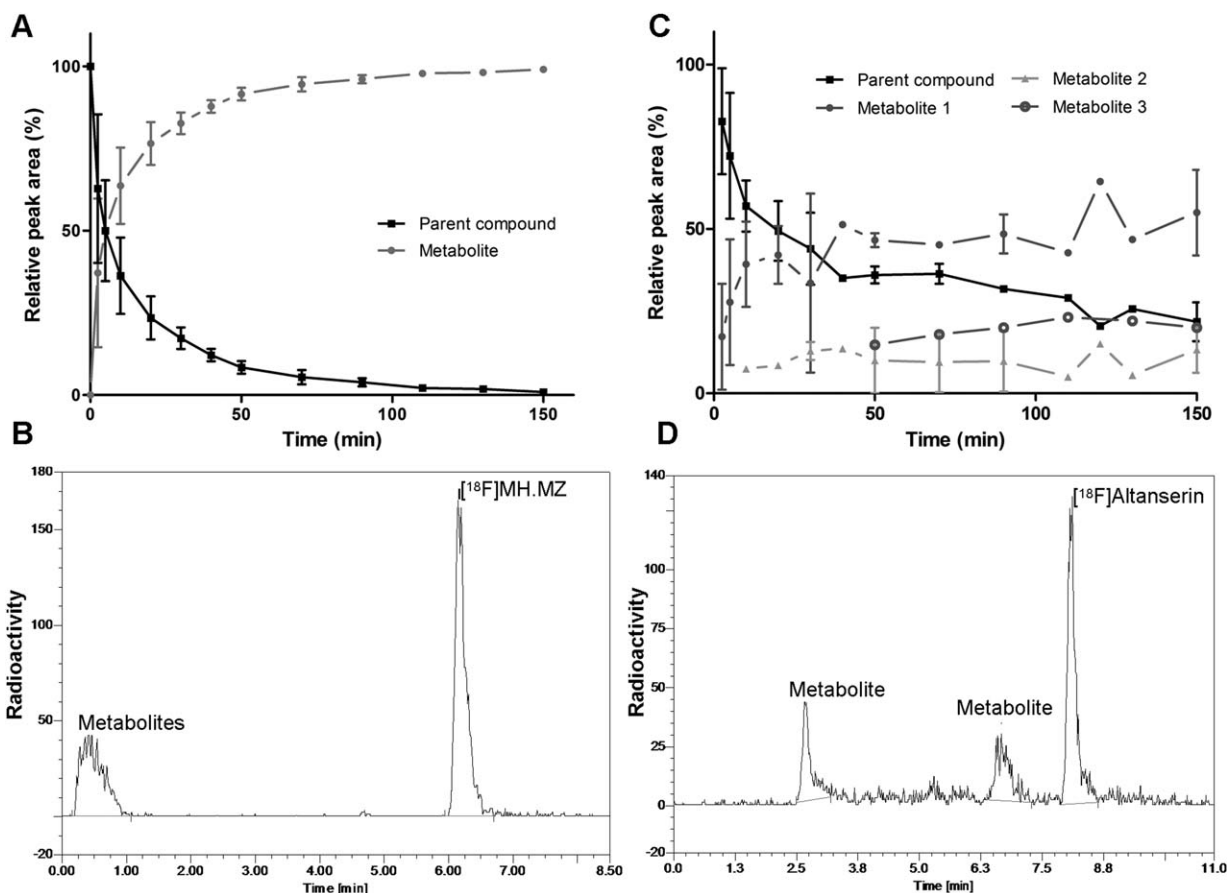 A
Relative peak area (%)
100
50
0
0
50
100
150
Time (min)
Parent compound
Metabolite
C
Relative peak area (%)
100
50
0
0
50
100
150
Time (min)
Parent compound
Metabolite 1
Metabolite 2
Metabolite 3
B
Radioactivity
180
150
100
50
-20
0.00
1.00
2.00
3.00
4.00
5.00
6.00
7.00
8.50
Time [min]
Metabolites
[18F]MH.MZ
D
Radioactivity
140
125
100
75
50
25
0
-20
0.0
1.3
2.5
3.8
5.0
6.3
7.5
8.8
11.0
Time [min]
Metabolite
Metabolite
[18F]Altanserin